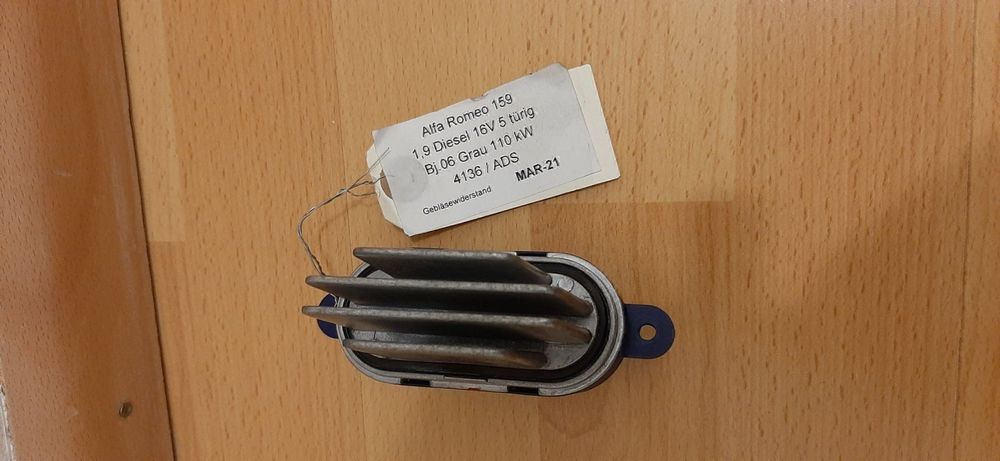 Alfa Romeo 159
1,9 Diesel 16V 5 türig
Bj.06 Grau 110 kW
4136 / ADS
Gebläsewiderstand MAR-21